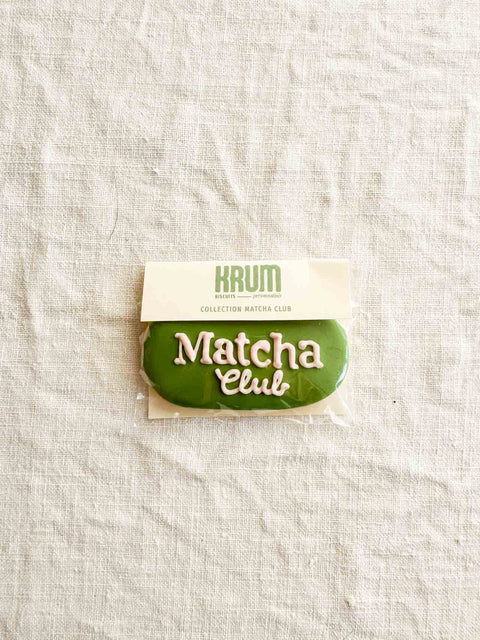 KRUM
BISCUITS — personnalisés
COLLECTION MATCHA CLUB
Matcha
Club